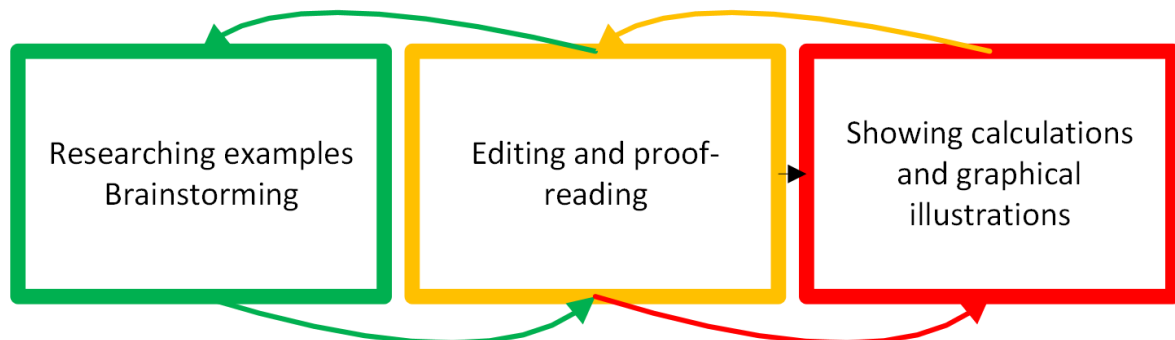 Researching examples
Brainstorming
Editing and proof-
reading
Showing calculations
and graphical
illustrations